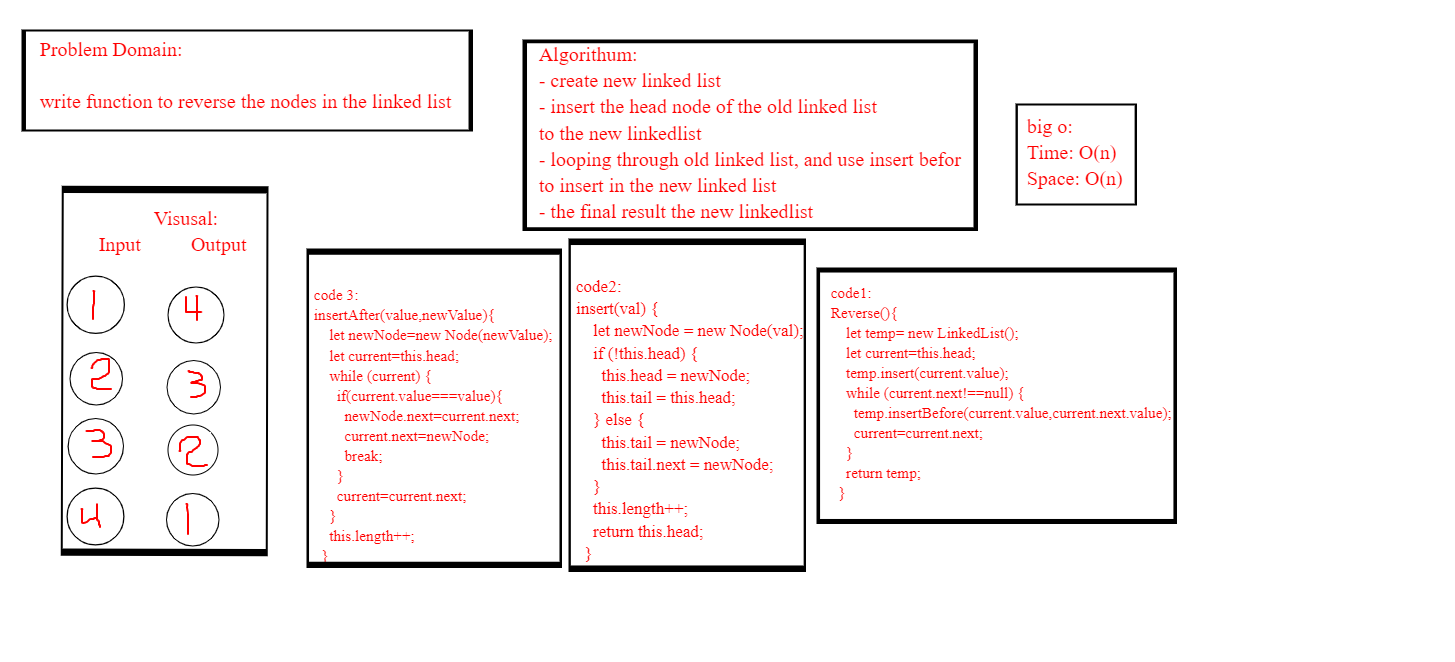 Problem Domain:
write function to reverse the nodes in the linked list
Algorithum:
- create new linked list
- insert the head node of the old linked list
to the new linkedlist
- looping through old linked list, and use insert befor
to insert in the new linked list
- the final result the new linkedlist
big o:
Time: O(n)
Space: O(n)
Visusal:
Input Output
1 4
2 3
3 2
4 1
code 3:
insertAfter(value,newValue){
let newNode=new Node(newValue);
let current=this.head;
while (current) {
if(current.value===value){
newNode.next=current.next;
current.next=newNode;
break;
}
current=current.next;
}
this.length++;
}
code2:
insert(val) {
let newNode = new Node(val);
if (!this.head) {
this.head = newNode;
this.tail = this.head;
} else {
this.tail = newNode;
this.tail.next = newNode;
}
this.length++;
return this.head;
}
code1:
Reverse(){
let temp= new LinkedList();
let current=this.head;
temp.insert(current.value);
while (current.next!==null) {
temp.insertBefore(current.value,current.next.value);
current=current.next;
}
return temp;
}